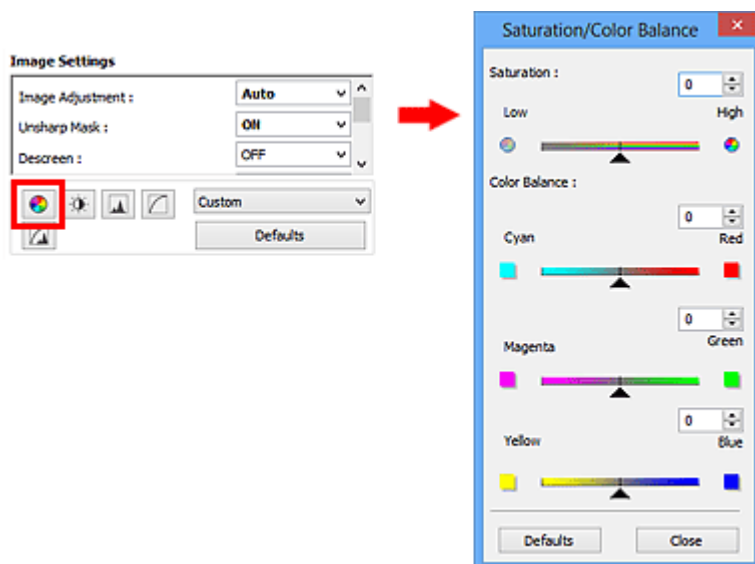 Image Settings
Image Adjustment :
Auto
Unsharp Mask :
ON
Descreen :
OFF
Custom
Defaults
Saturation/Color Balance
Saturation :
0
Low
High
Color Balance :
0
Cyan
Red
0
Magenta
Green
0
Yellow
Blue
Defaults
Close